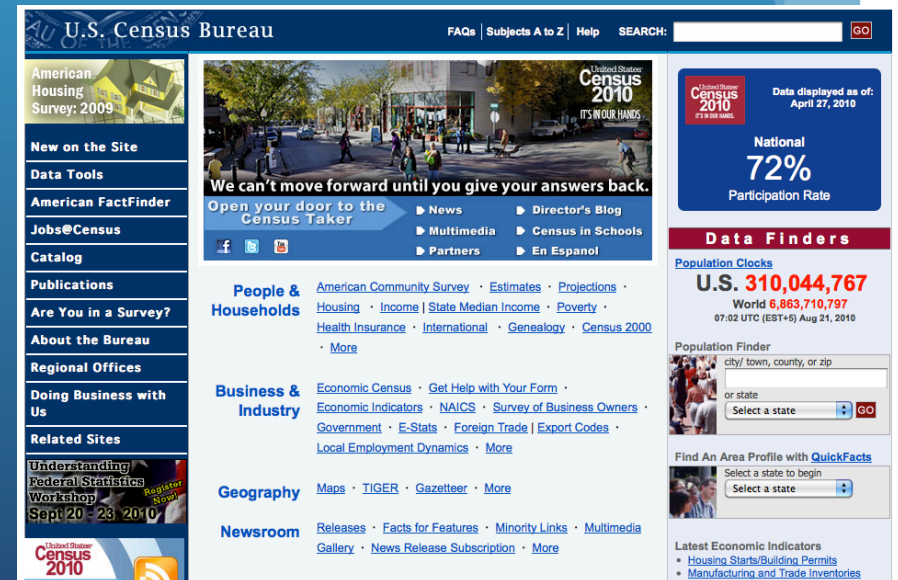 U.S. Census Bureau
FAQs | Subjects A to Z | Help SEARCH: GO
American
Housing
Survey: 2009
New on the Site
Data Tools
American FactFinder
Jobs@Census
Catalog
Publications
Are You in a Survey?
About the Bureau
Regional Offices
Doing Business with
Us
Related Sites
Understanding
Federal Statistics
Workshop
Register
Now!
Sept 20 - 23, 2010
United States
Census
2010
United States
Census
2010
IT'S IN OUR HANDS
We can't move forward until you give your answers back.
Open your door to the
Census Taker
News
Multimedia
Partners
Director's Blog
Census in Schools
En Espanol
People &
Households
American Community Survey · Estimates · Projections ·
Housing · Income | State Median Income · Poverty ·
Health Insurance · International · Genealogy · Census 2000
· More
Business &
Industry
Economic Census · Get Help with Your Form ·
Economic Indicators · NAICS · Survey of Business Owners ·
Government · E-Stats · Foreign Trade | Export Codes ·
Local Employment Dynamics · More
Geography
Maps · TIGER · Gazetteer · More
Newsroom
Releases · Facts for Features · Minority Links · Multimedia
Gallery · News Release Subscription · More
United States
Census
2010
IT'S IN OUR HANDS
Data displayed as of:
April 27, 2010
National
72%
Participation Rate
Data Finders
Population Clocks
U.S. 310,044,767
World 6,863,710,797
07:02 UTC (EST+5) Aug 21, 2010
Population Finder
city/ town, county, or zip
or state
Select a state GO
Find An Area Profile with QuickFacts
Select a state to begin
Select a state
Latest Economic Indicators
• Housing Starts/Building Permits
• Manufacturing and Trade Inventories